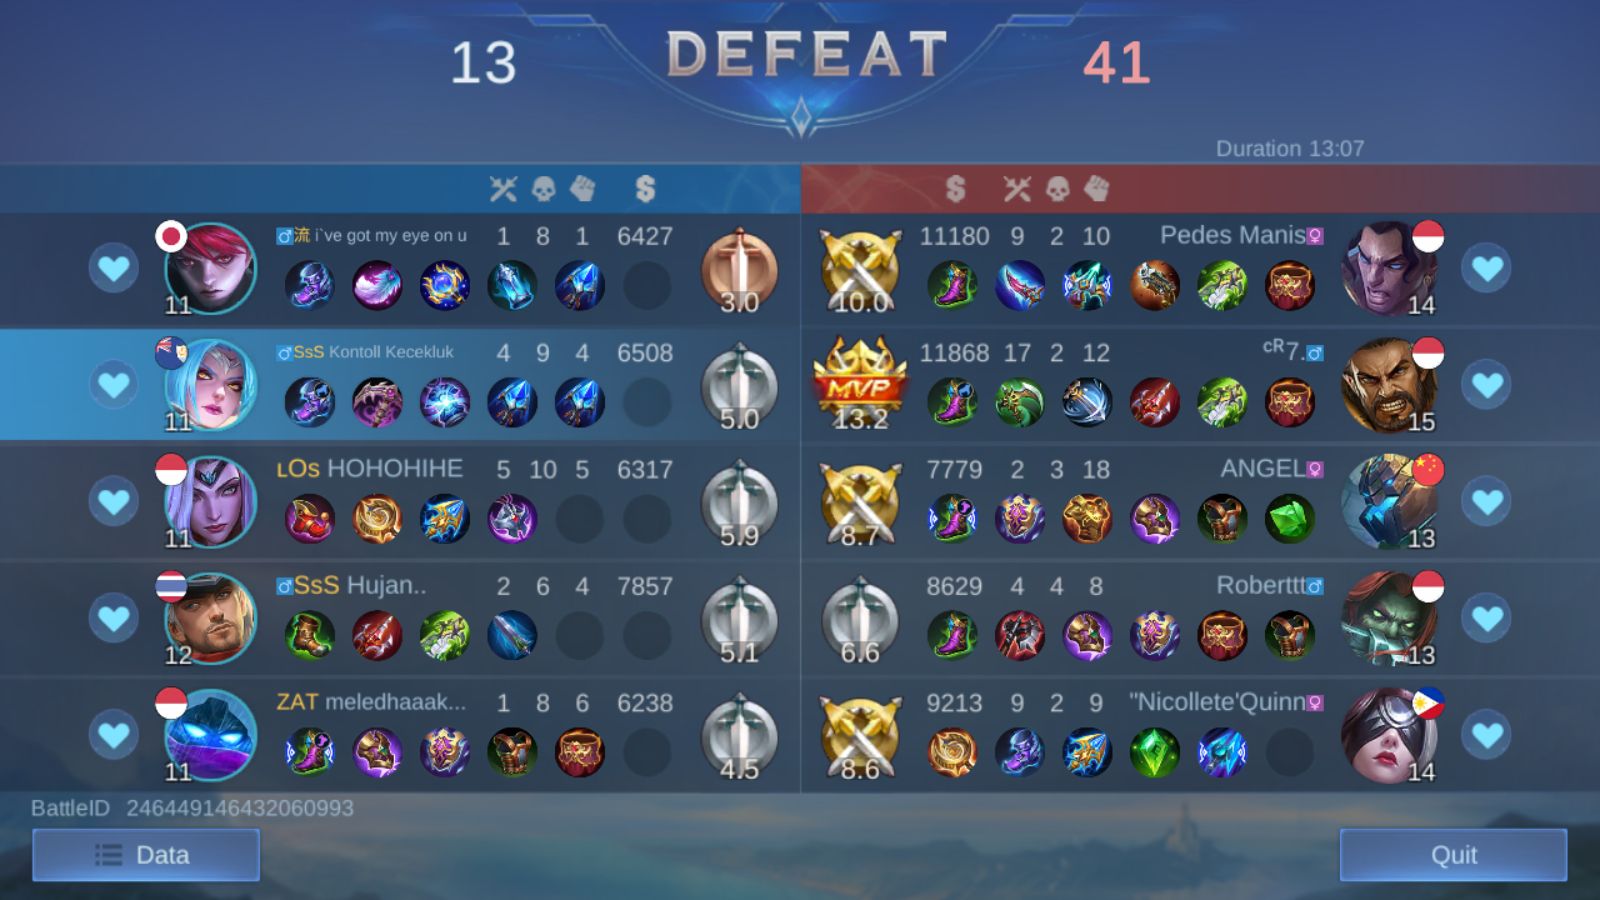 13 DEFEAT 41
Duration 13:07
流 i`ve got my eye on u 1 8 1 6427
11 3.0
11180 9 2 10 Pedes Manis
10.0 14
SsS Kontoll Kecekluk 4 9 4 6508
11 5.0
11868 17 2 12 cR7.
MVP
13.2 15
LOs HOHOHIHE 5 10 5 6317
11 5.9
7779 2 3 18 ANGEL
8.7 13
SsS Hujan.. 2 6 4 7857
12 5.1
8629 4 4 8 Roberttt
6.6 13
ZAT meledhaaak... 1 8 6 6238
11 4.5
9213 9 2 9 "Nicollete'Quinn
8.6 14
BattleID 246449146432060993
Data
Quit